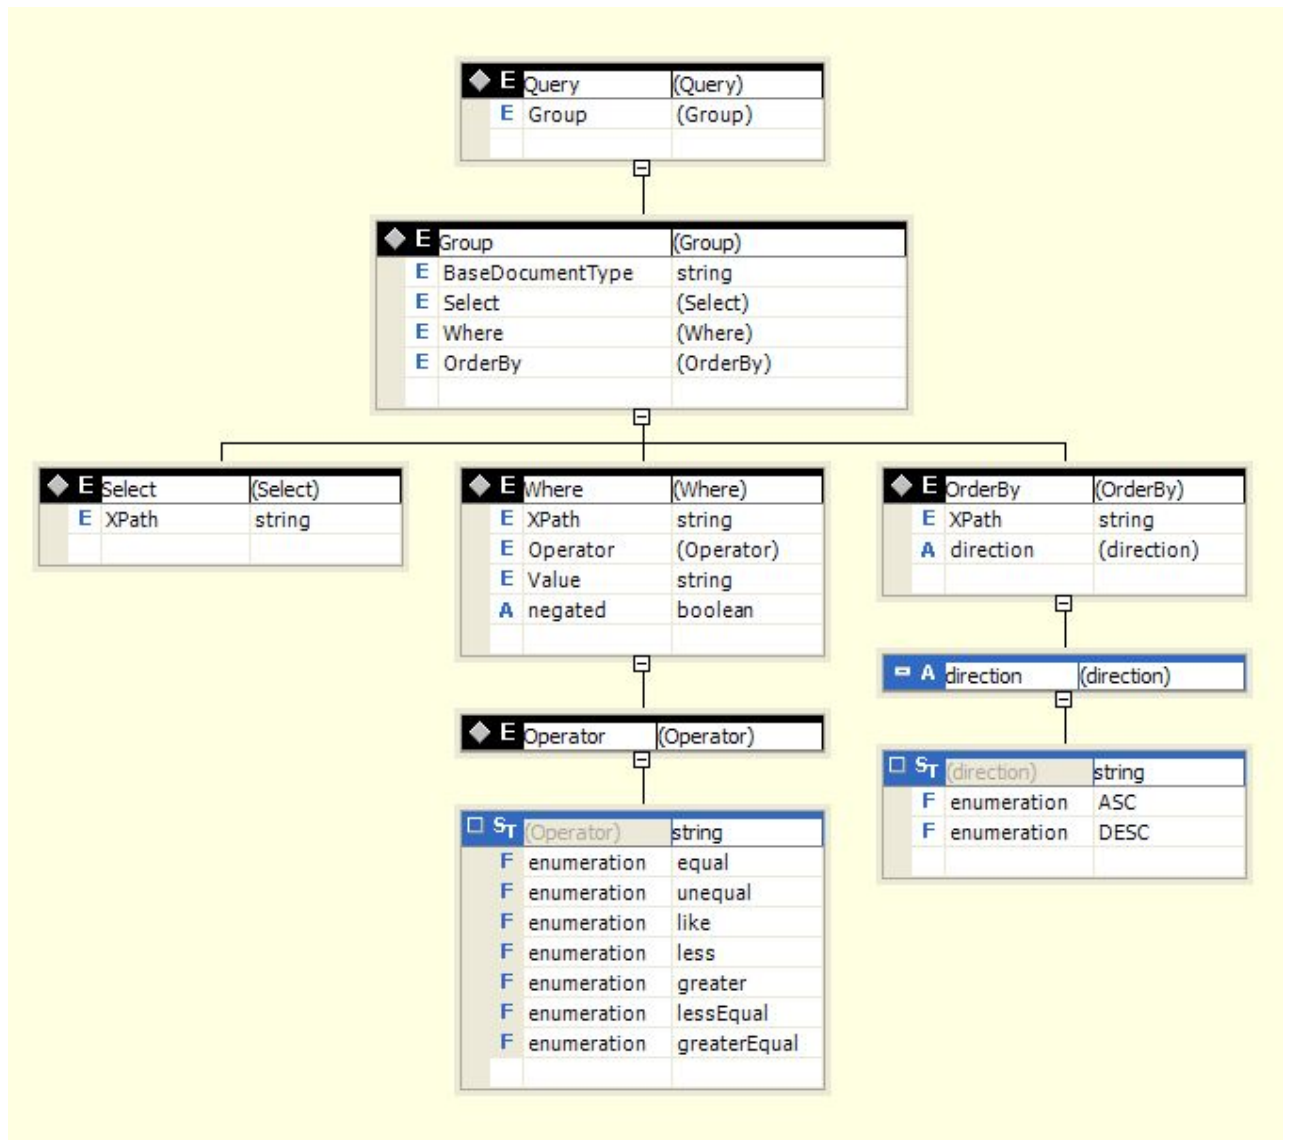 E Query (Query)
E Group (Group)
E Group (Group)
E BaseDocumentType string
E Select (Select)
E Where (Where)
E OrderBy (OrderBy)
E Select (Select)
E XPath string
E Where (Where)
E XPath string
E Operator (Operator)
E Value string
A negated boolean
E OrderBy (OrderBy)
E XPath string
A direction (direction)
E Operator (Operator)
ST (Operator) string
F enumeration equal
F enumeration unequal
F enumeration like
F enumeration less
F enumeration greater
F enumeration lessEqual
F enumeration greaterEqual
A direction (direction)
ST (direction) string
F enumeration ASC
F enumeration DESC